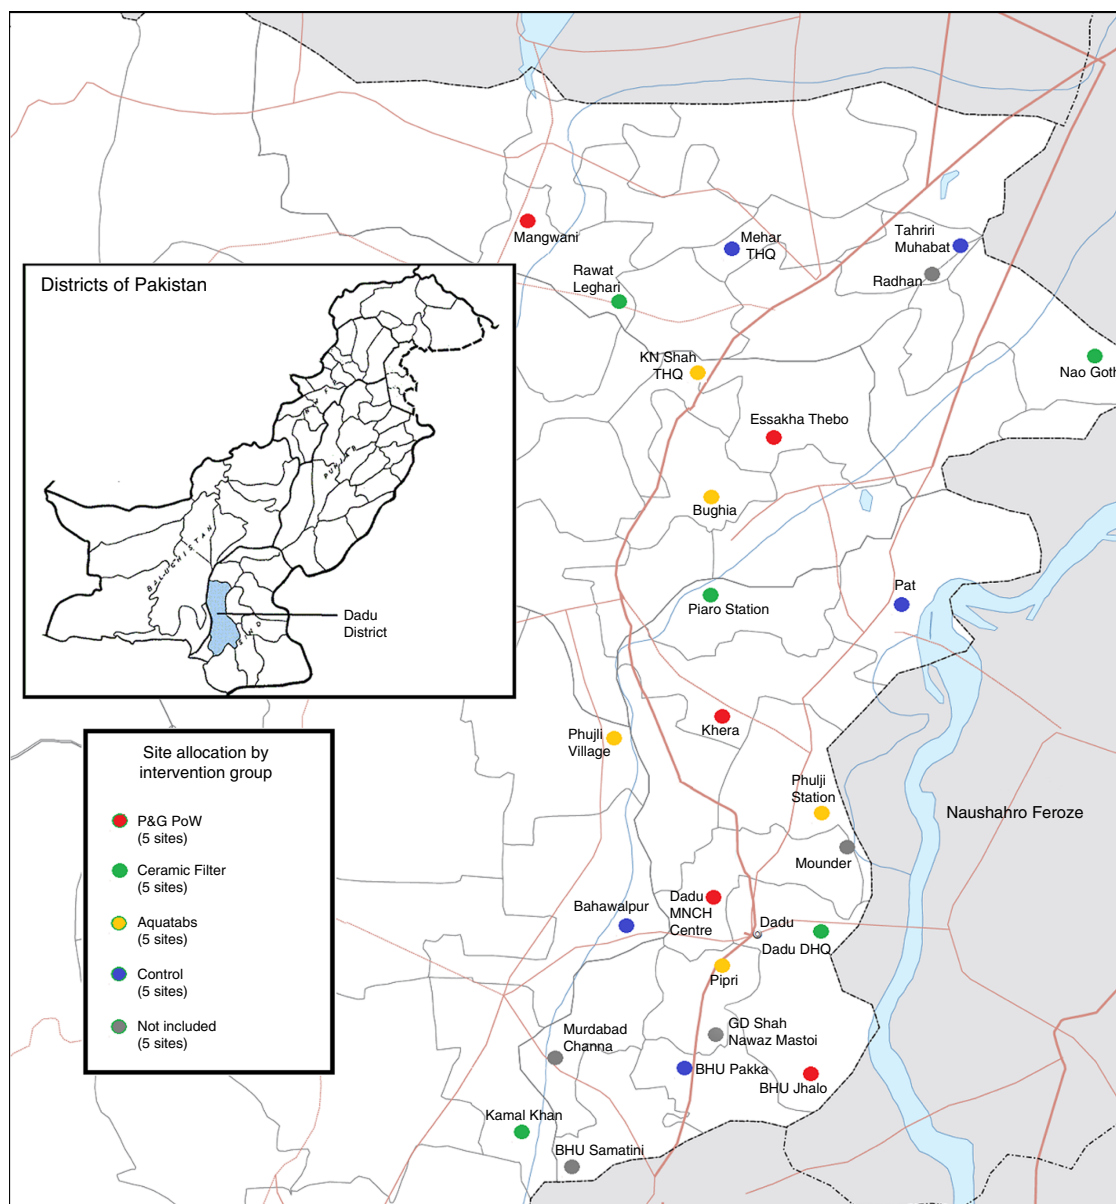 Mangwani
Mehar
THQ
Tahriri
Muhabat
Radhan
Rawat
Leghari
Nao Goth
KN Shah
THQ
Essakha Thebo
Bughia
Piaro Station
Pat
Khera
Phujli
Village
Phulji
Station
Naushahro Feroze
Mounder
Bahawalpur
Dadu
MNCH
Centre
Dadu
Dadu DHQ
Pipri
GD Shah
Nawaz Mastoi
Murdabad
Channa
BHU Pakka
BHU Jhalo
Kamal Khan
BHU Samatini
Districts of Pakistan
PUNJAB
BALUCHISTAN
SIND
Dadu
District
Site allocation by
intervention group
P&G PoW
(5 sites)
Ceramic Filter
(5 sites)
Aquatabs
(5 sites)
Control
(5 sites)
Not included
(5 sites)